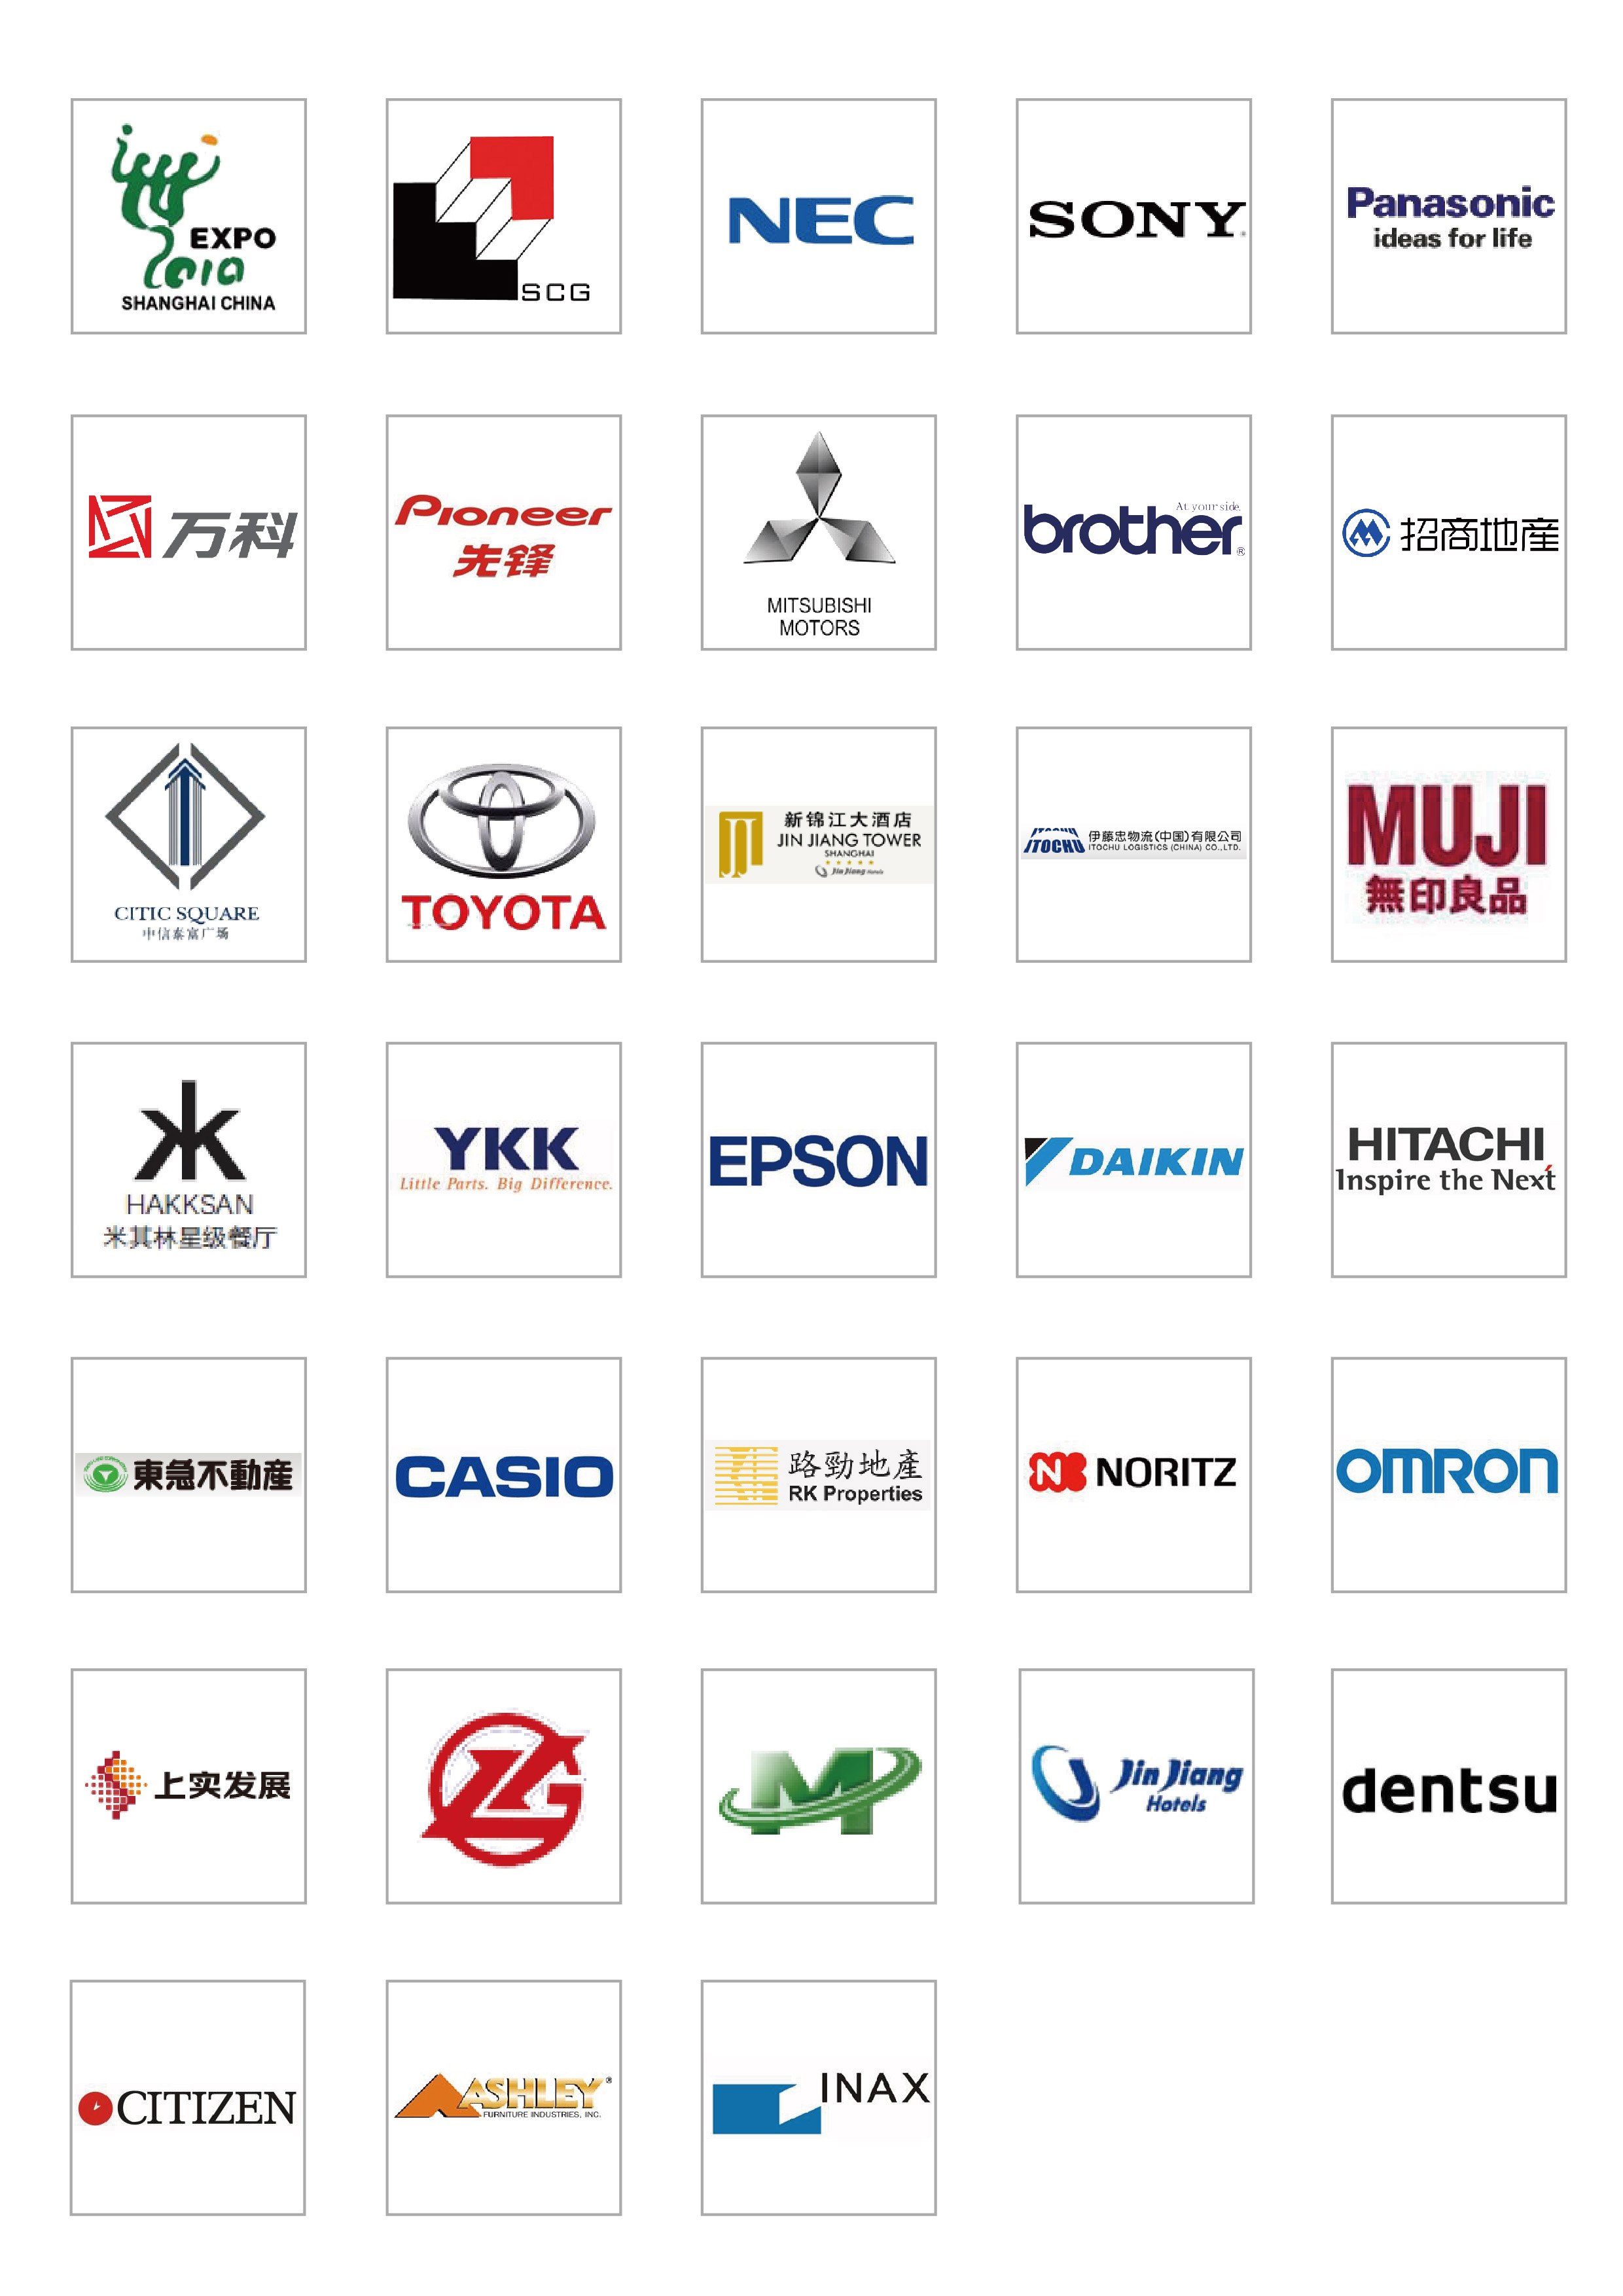 EXPO
2010
SHANGHAI CHINA
SCG
NEC
SONY
Panasonic
ideas for life
万科
Pioneer
先锋
MITSUBISHI
MOTORS
At your side.
brother®
招商地産
CITIC SQUARE
中信泰富广场
TOYOTA
新锦江大酒店
JIN JIANG TOWER
SHANGHAI
Jin Jiang Hotels
ITOCHU
伊藤忠物流(中国)有限公司
ITOCHU LOGISTICS (CHINA) CO.,LTD.
MUJI
無印良品
HAKKSAN
米其林星级餐厅
YKK
Little Parts. Big Difference.
EPSON
DAIKIN
HITACHI
Inspire the Next
東急不動産
CASIO
路勁地產
RK Properties
N NORITZ
OMRON
上实发展
M
Jin Jiang
Hotels
dentsu
CITIZEN
ASHLEY®
FURNITURE INDUSTRIES, INC.
INAX